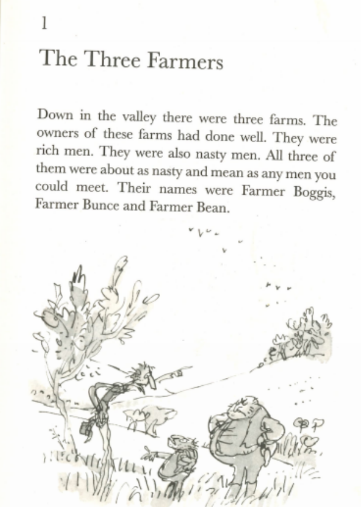 1
The Three Farmers
Down in the valley there were three farms. The
owners of these farms had done well. They were
rich men. They were also nasty men. All three of
them were about as nasty and mean as any men you
could meet. Their names were Farmer Boggis,
Farmer Bunce and Farmer Bean.